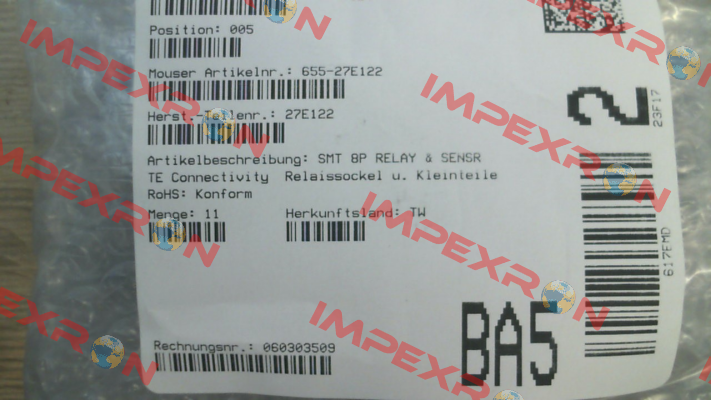 Position: 005
Mouser Artikelnr.: 655-27E122
Herst.-Teilenr.: 27E122
Artikelbeschreibung: SMT 8P RELAY & SENSR
TE Connectivity Relaissockel u. Kleinteile
RoHS: Konform
Menge: 11 Herkunftsland: TW
Rechnungsnr.: 060303509
BA5
2
23F17
617EMD
IMPEXRON
IMPEXRON
IMPEXRON
IMPEXRON
IMPEXRON